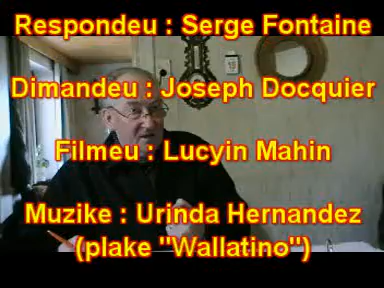 Respondeu : Serge Fontaine
Dimandeu : Joseph Docquier
Filmeu : Lucyin Mahin
Muzike : Urinda Hernandez
(plake "Wallatino")